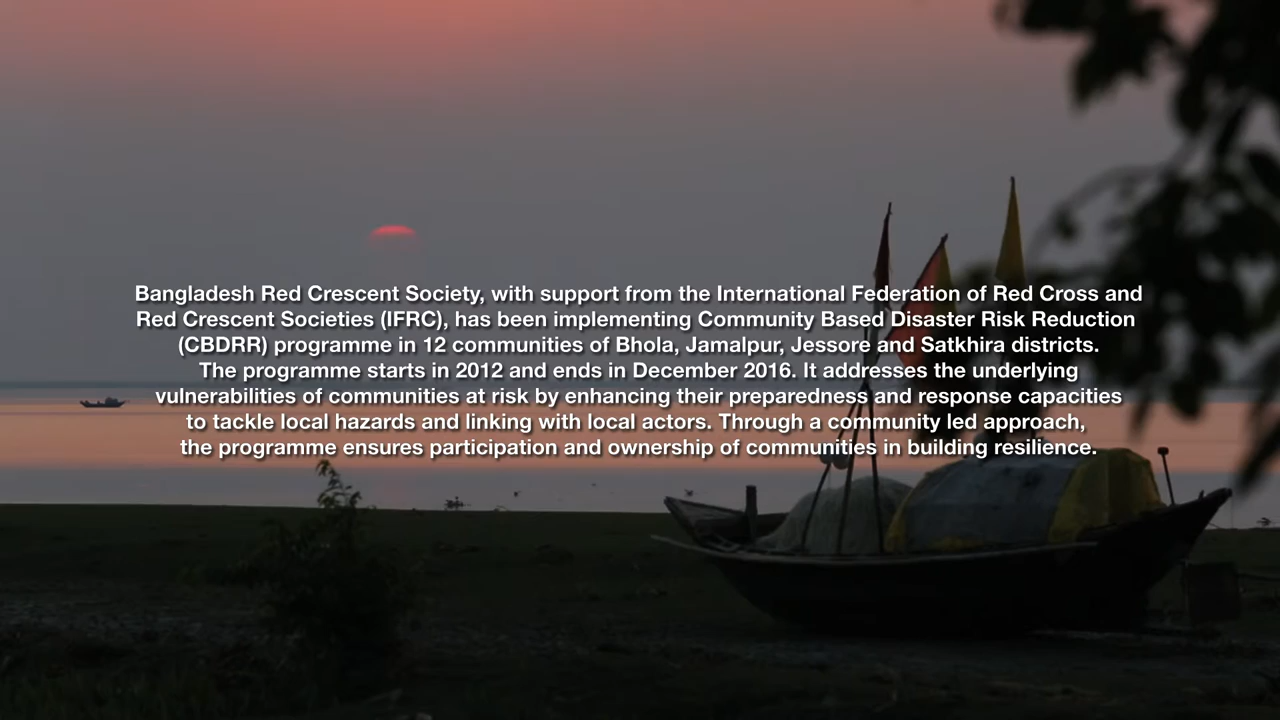 Bangladesh Red Crescent Society, with support from the International Federation of Red Cross and
Red Crescent Societies (IFRC), has been implementing Community Based Disaster Risk Reduction
(CBDRR) programme in 12 communities of Bhola, Jamalpur, Jessore and Satkhira districts.
The programme starts in 2012 and ends in December 2016. It addresses the underlying
vulnerabilities of communities at risk by enhancing their preparedness and response capacities
to tackle local hazards and linking with local actors. Through a community led approach,
the programme ensures participation and ownership of communities in building resilience.